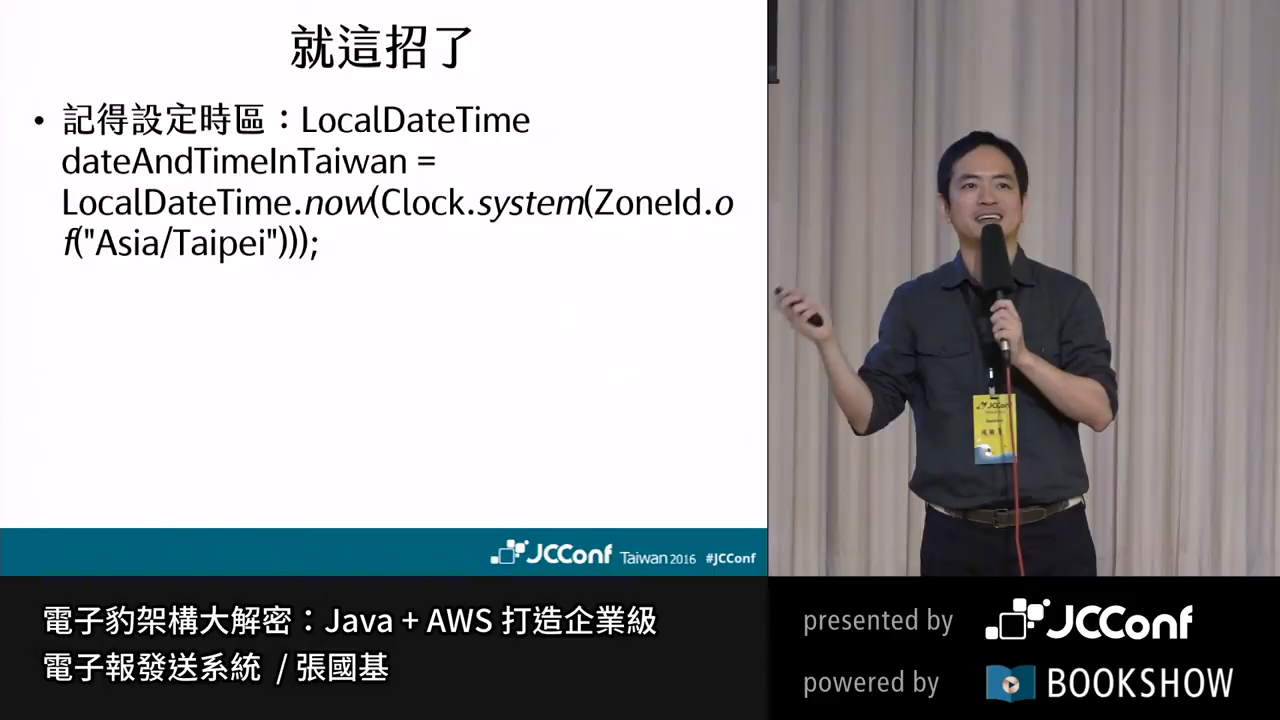 就這招了
• 記得設定時區：LocalDateTime
dateAndTimeInTaiwan =
LocalDateTime.now(Clock.system(ZoneId.o
f("Asia/Taipei")));
JCConf Taiwan 2016 #JCConf
JCConf
電子豹架構大解密：Java + AWS 打造企業級
電子報發送系統 / 張國基
presented by JCConf
powered by BOOKSHOW